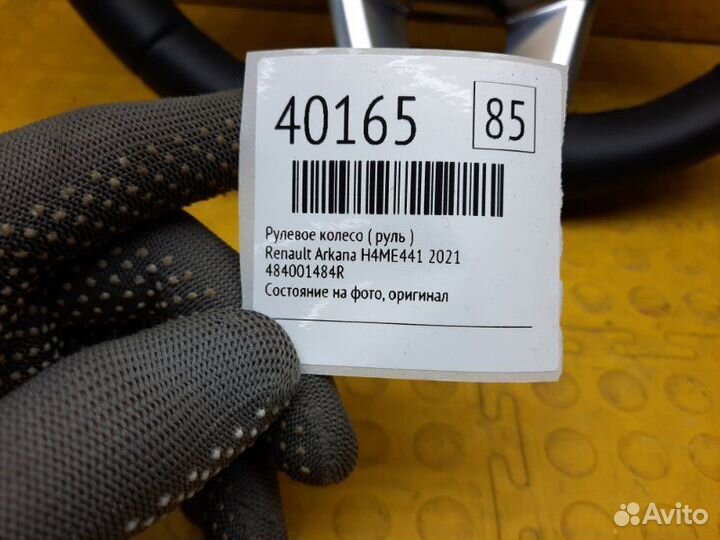 40165 85
Рулевое колесо ( руль )
Renault Arkana H4ME441 2021
484001484R
Состояние на фото, оригинал
Avito